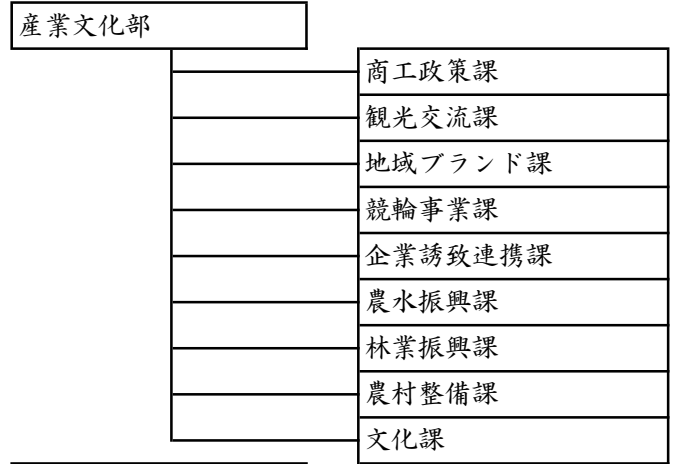 産業文化部
商工政策課
観光交流課
地域ブランド課
競輪事業課
企業誘致連携課
農水振興課
林業振興課
農村整備課
文化課